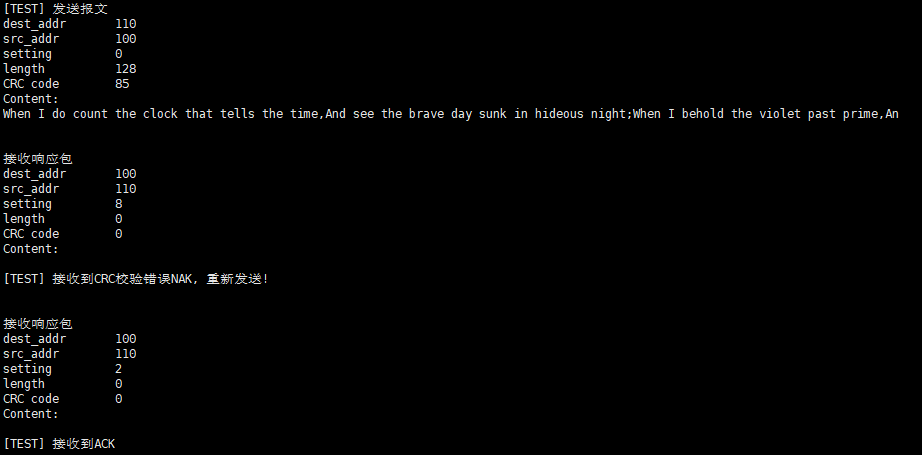 [TEST] 发送报文
dest_addr 110
src_addr 100
setting 0
length 128
CRC code 85
Content:
When I do count the clock that tells the time,And see the brave day sunk in hideous night;When I behold the violet past prime,An
接收响应包
dest_addr 100
src_addr 110
setting 8
length 0
CRC code 0
Content:
[TEST] 接收到CRC校验错误NAK, 重新发送!
接收响应包
dest_addr 100
src_addr 110
setting 2
length 0
CRC code 0
Content:
[TEST] 接收到ACK